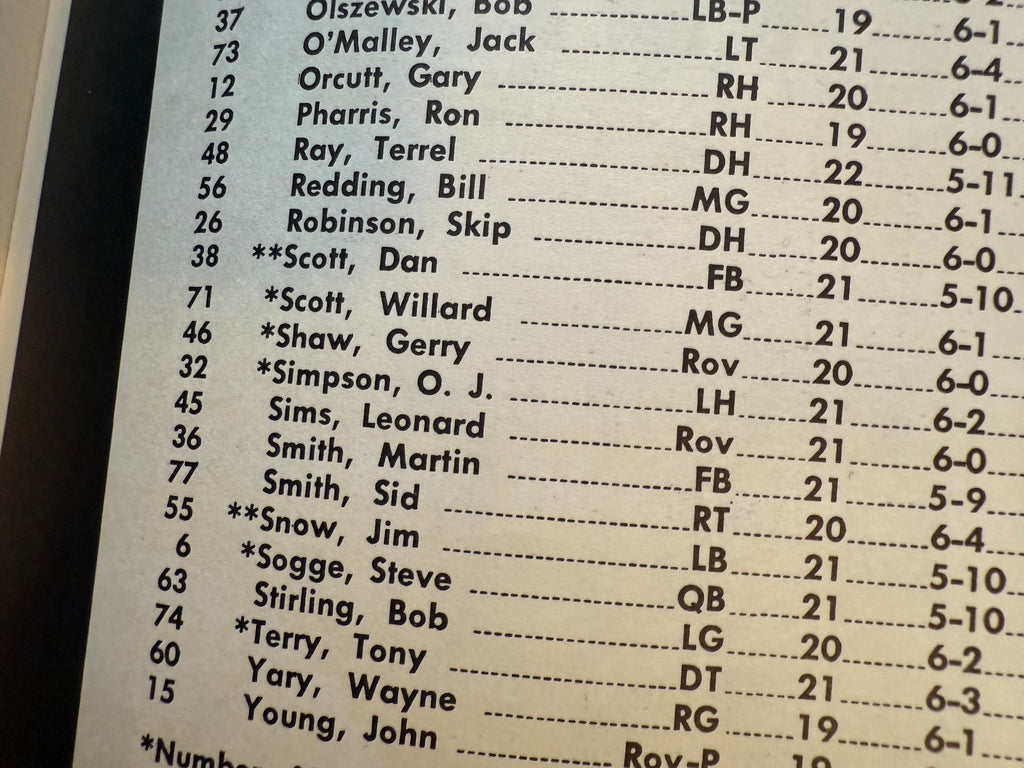 37 Olszewski, Bob LB-P 19 6-1
73 O'Malley, Jack LT 21 6-4
12 Orcutt, Gary RH 20 6-1
29 Pharris, Ron RH 19 6-0
48 Ray, Terrel DH 22 5-11
56 Redding, Bill MG 20 6-1
26 Robinson, Skip DH 20 6-0
38 **Scott, Dan FB 21 5-10
71 *Scott, Willard MG 21 6-1
46 *Shaw, Gerry Rov 20 6-0
32 *Simpson, O. J. LH 21 6-2
45 Sims, Leonard Rov 21 6-0
36 Smith, Martin FB 21 5-9
77 Smith, Sid RT 20 6-4
55 **Snow, Jim LB 21 5-10
6 *Sogge, Steve QB 21 5-10
63 Stirling, Bob LG 20 6-2
74 *Terry, Tony DT 21 6-3
60 Yary, Wayne RG 19 6-1
15 Young, John Rov-P 19